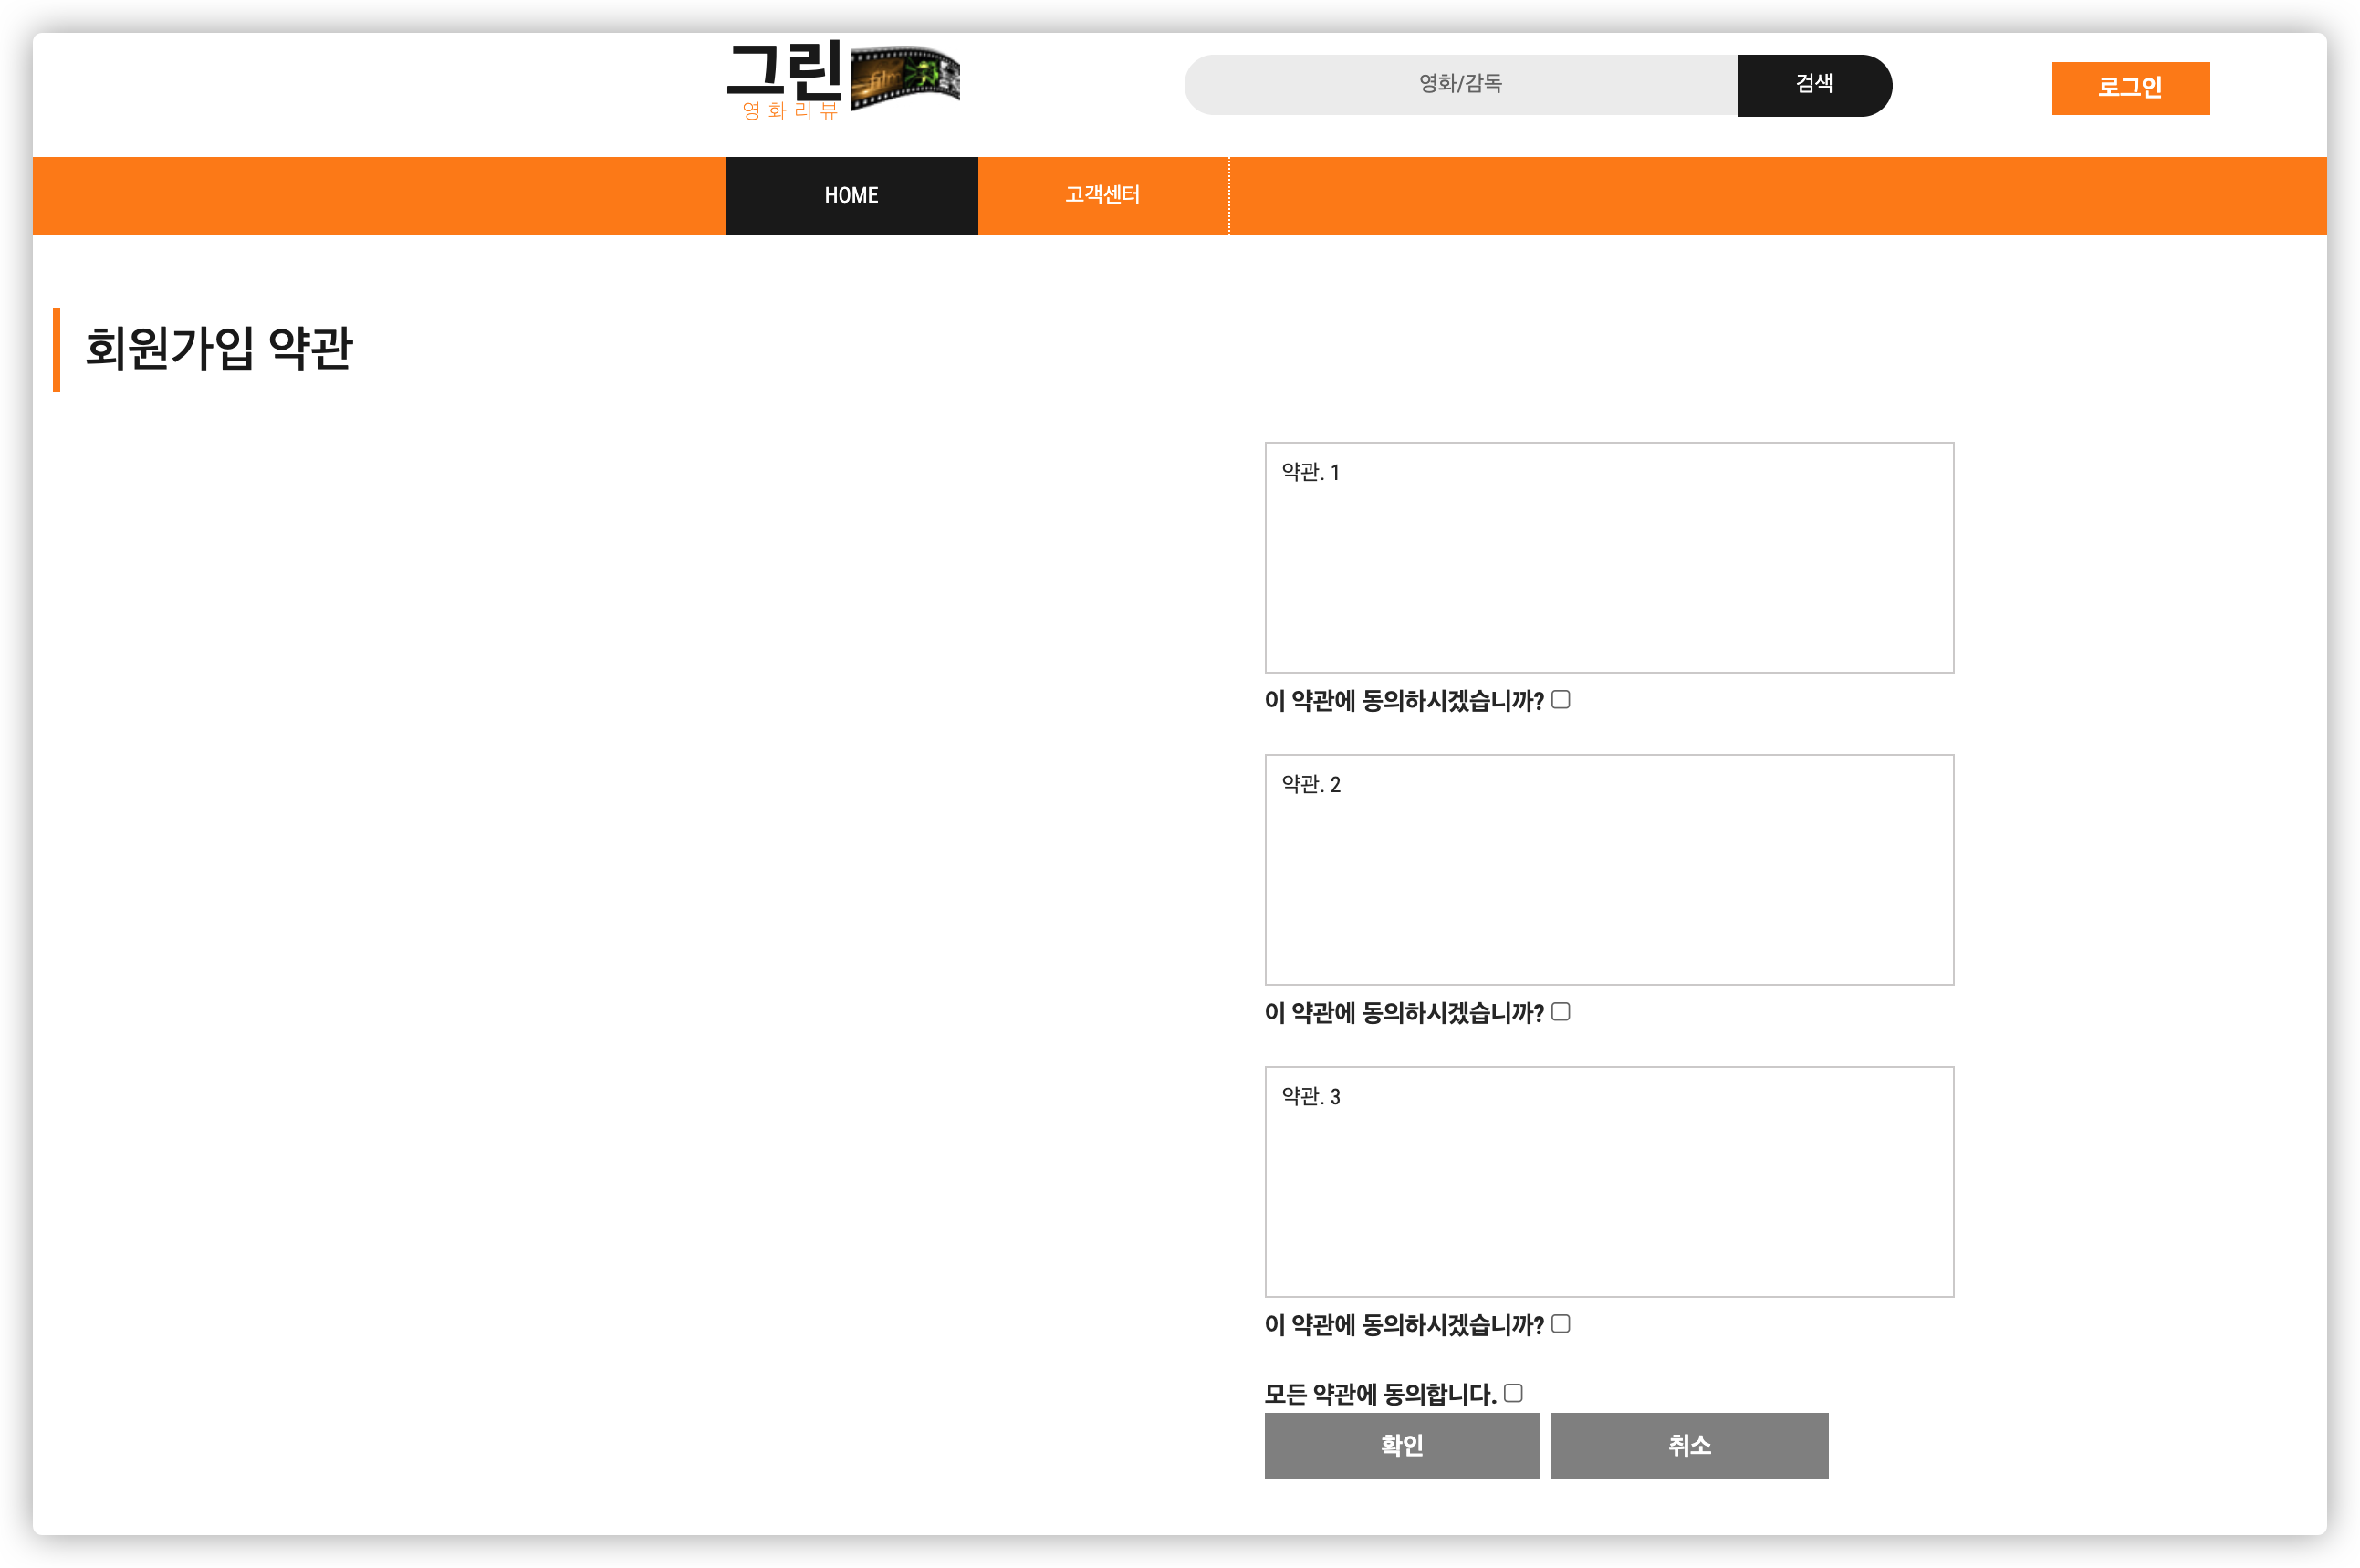 그린
film
영화리뷰
영화/감독
검색
로그인
HOME
고객센터
회원가입 약관
약관. 1
이 약관에 동의하시겠습니까?
약관. 2
이 약관에 동의하시겠습니까?
약관. 3
이 약관에 동의하시겠습니까?
모든 약관에 동의합니다.
확인
취소